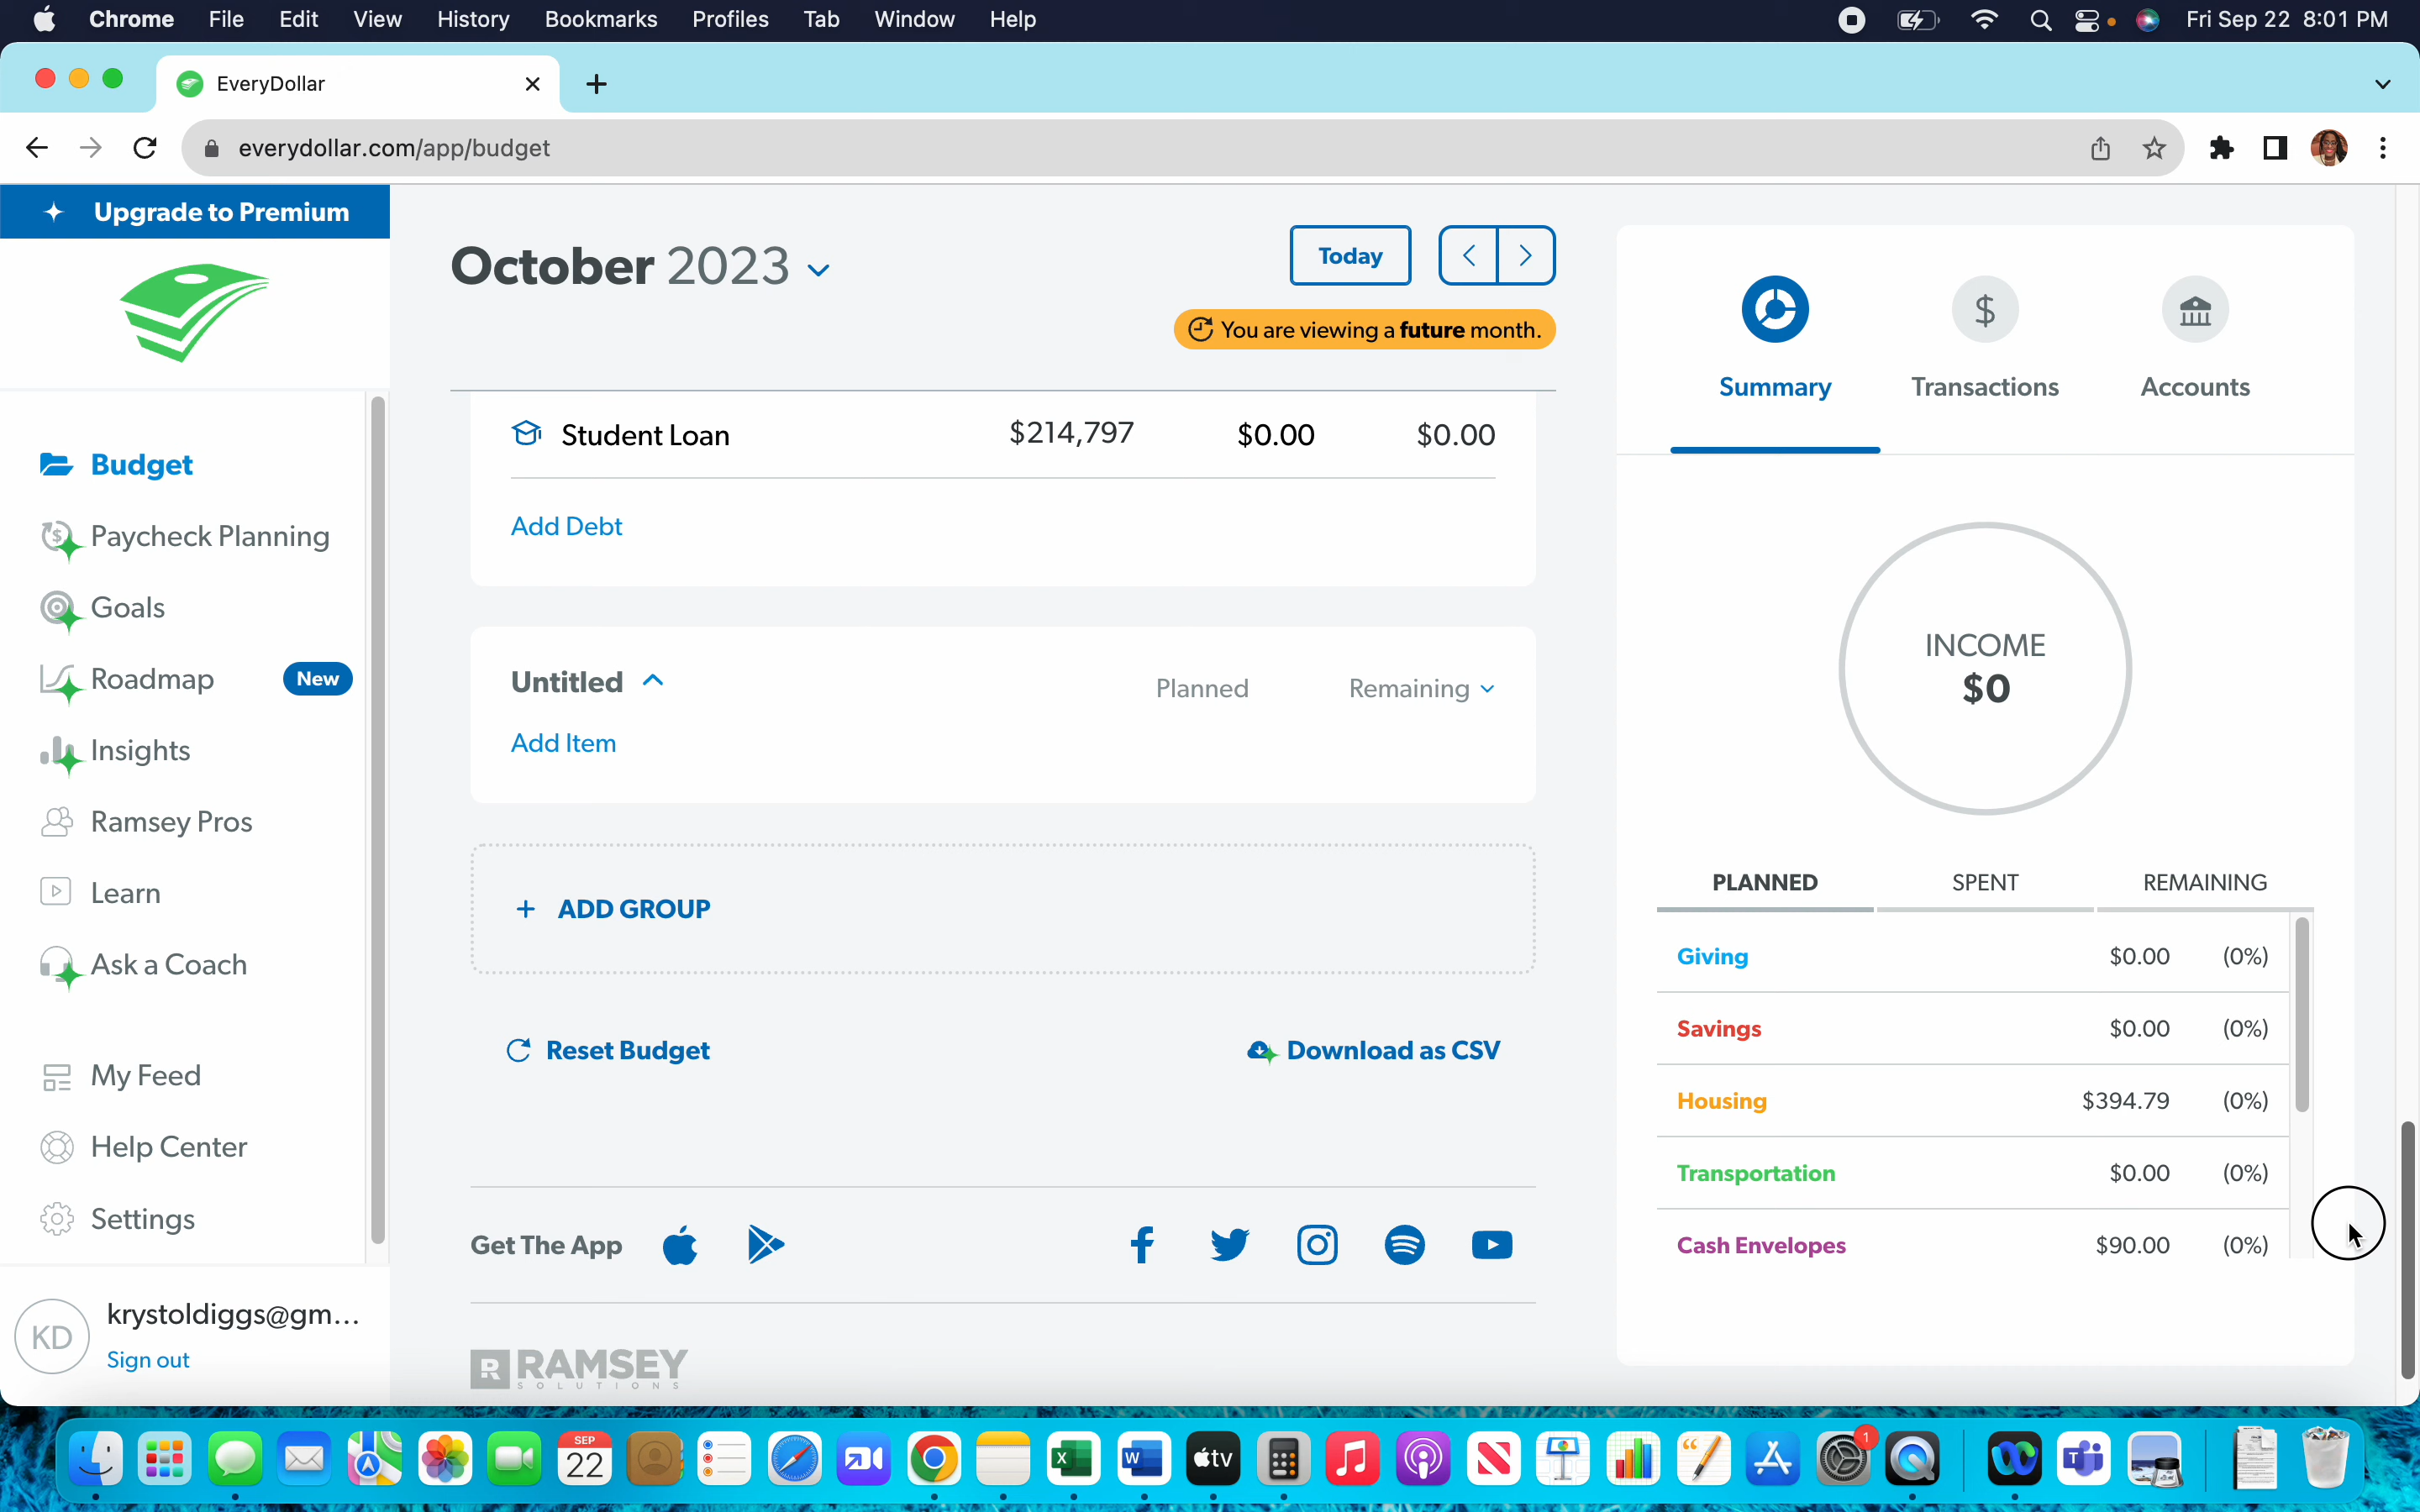 Chrome File Edit View History Bookmarks Profiles Tab Window Help Fri Sep 22 8:01 PM
EveryDollar
everydollar.com/app/budget
Upgrade to Premium
Budget
Paycheck Planning
Goals
Roadmap New
Insights
Ramsey Pros
Learn
Ask a Coach
My Feed
Help Center
Settings
KD krystoldiggs@gm...
Sign out
October 2023
Today
You are viewing a future month.
Student Loan $214,797 $0.00 $0.00
Add Debt
Untitled Planned Remaining
Add Item
+ ADD GROUP
Reset Budget Download as CSV
Get The App
R RAMSEY
SOLUTIONS
Summary Transactions Accounts
INCOME
$0
PLANNED SPENT REMAINING
Giving $0.00 (0%)
Savings $0.00 (0%)
Housing $394.79 (0%)
Transportation $0.00 (0%)
Cash Envelopes $90.00 (0%)
SEP
22
X
W
tv
1